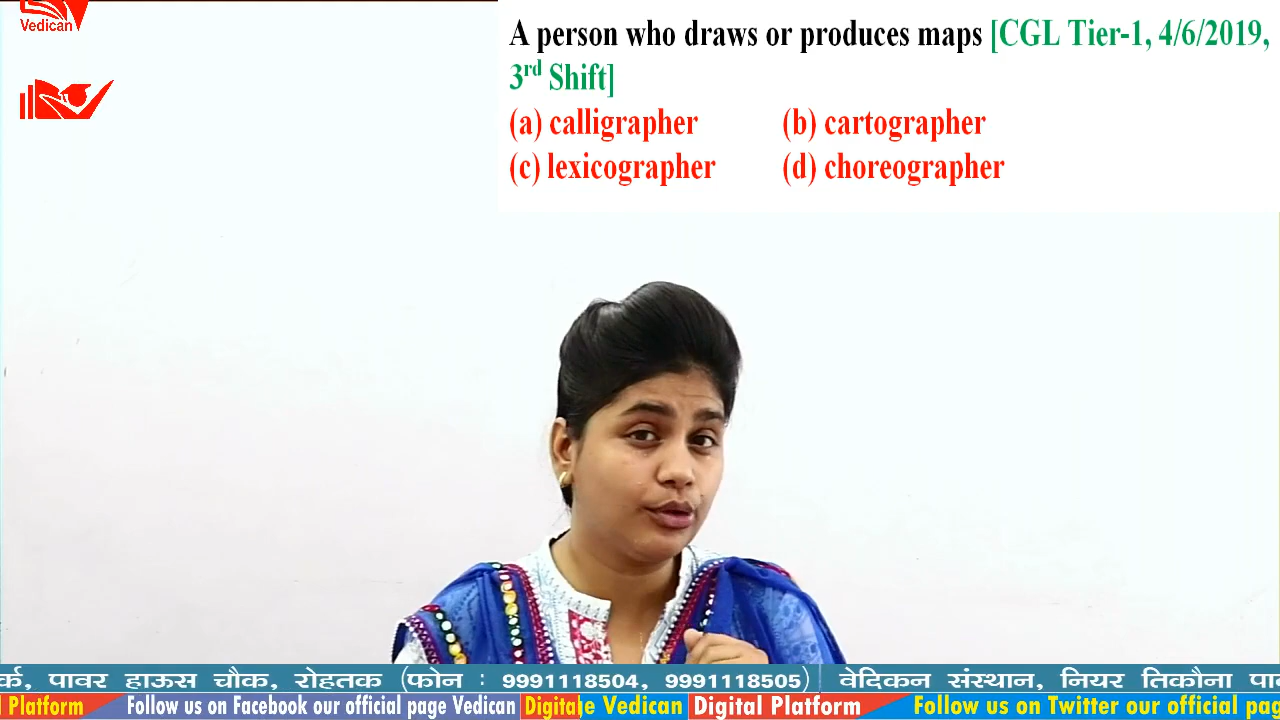 Vedican
A person who draws or produces maps [CGL Tier-1, 4/6/2019,
3rd Shift]
(a) calligrapher (b) cartographer
(c) lexicographer (d) choreographer
र्क, पावर हाऊस चौक, रोहतक (फोन : 9991118504, 9991118505) वेदिकन संस्थान, नियर तिकौना पा
l Platform Follow us on Facebook our official page Vedican Digital e Vedican Digital Platform Follow us on Twitter our official pag